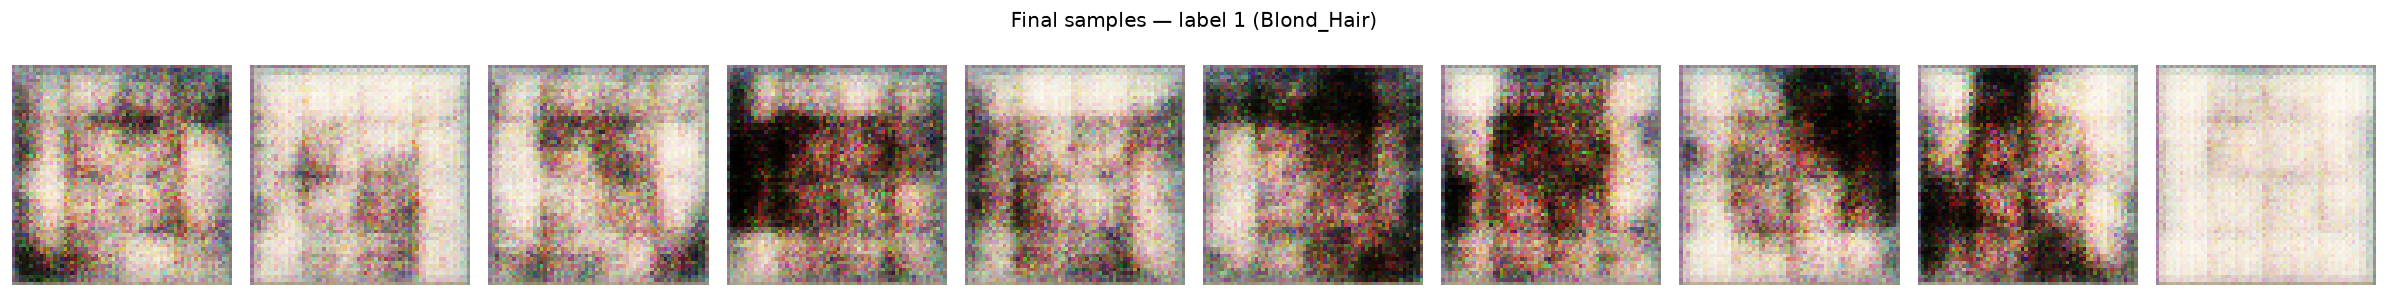 Final samples — label 1 (Blond_Hair)